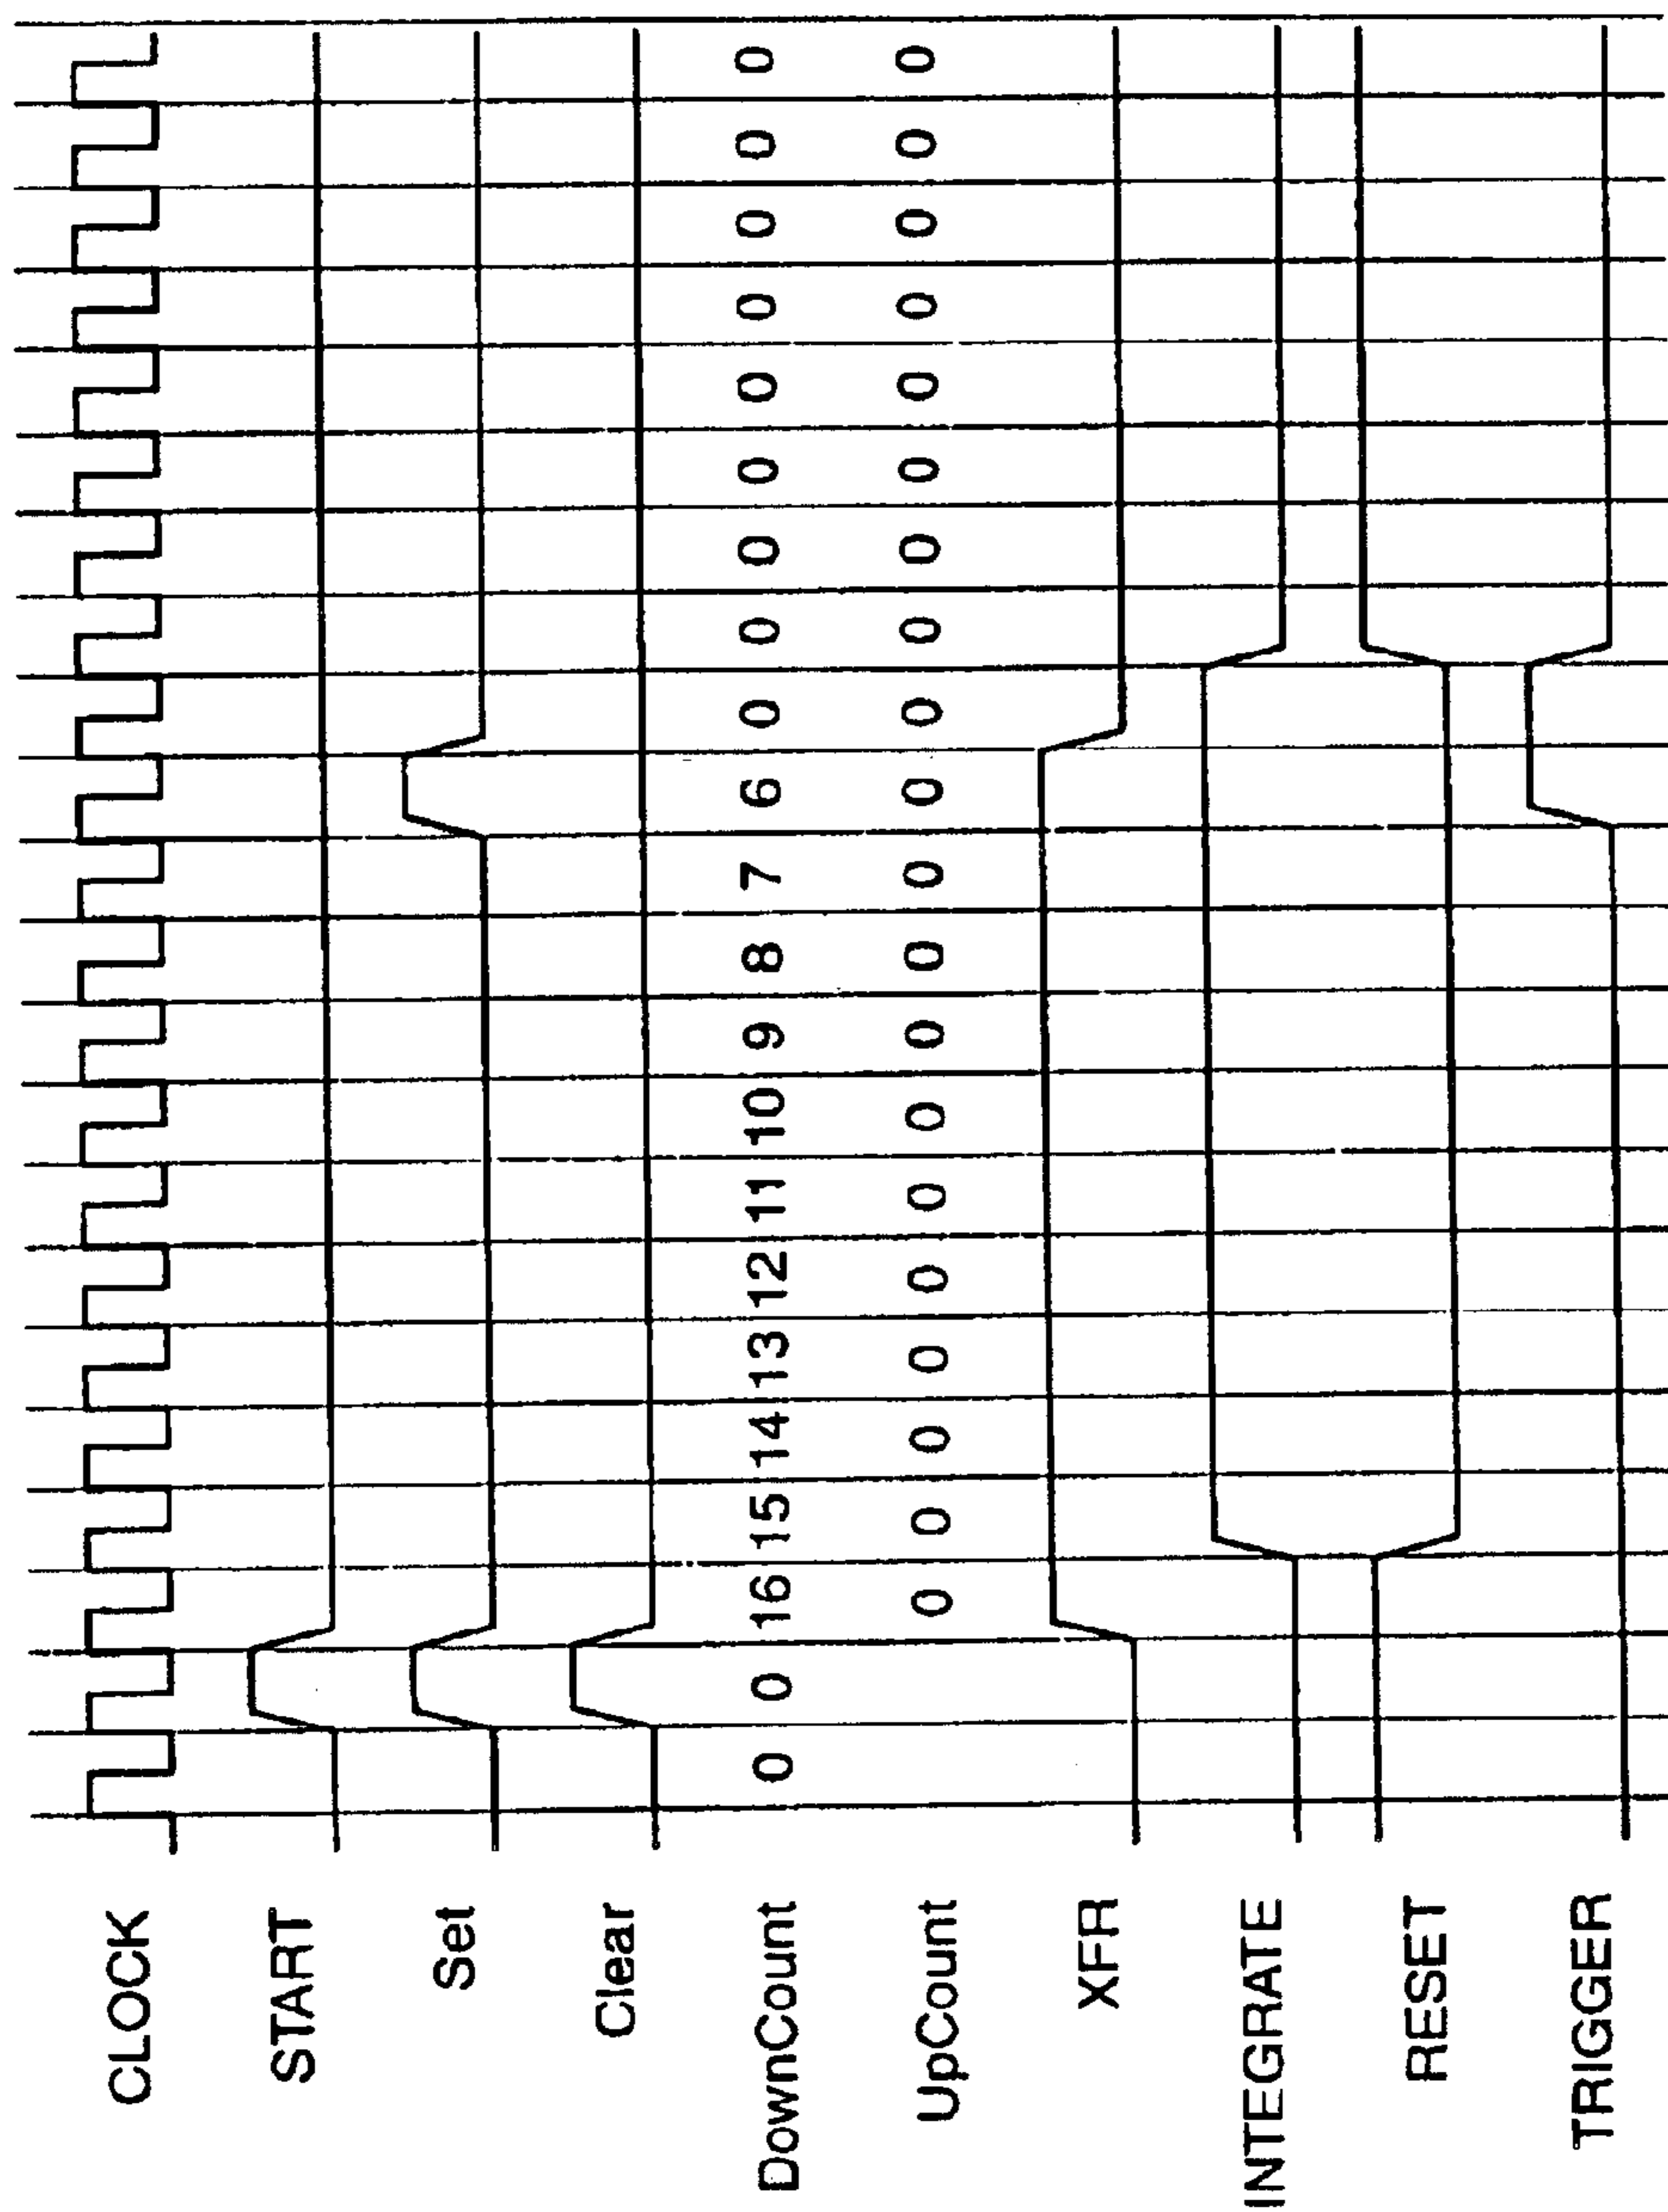 CLOCK
START
Set
Clear
DownCount 0 0 16 15 14 13 12 11 10 9 8 7 6 0 0 0 0 0 0 0 0 0
UpCount 0 0 0 0 0 0 0 0 0 0 0 0 0 0 0 0 0 0 0 0
XFR
INTEGRATE
RESET
TRIGGER